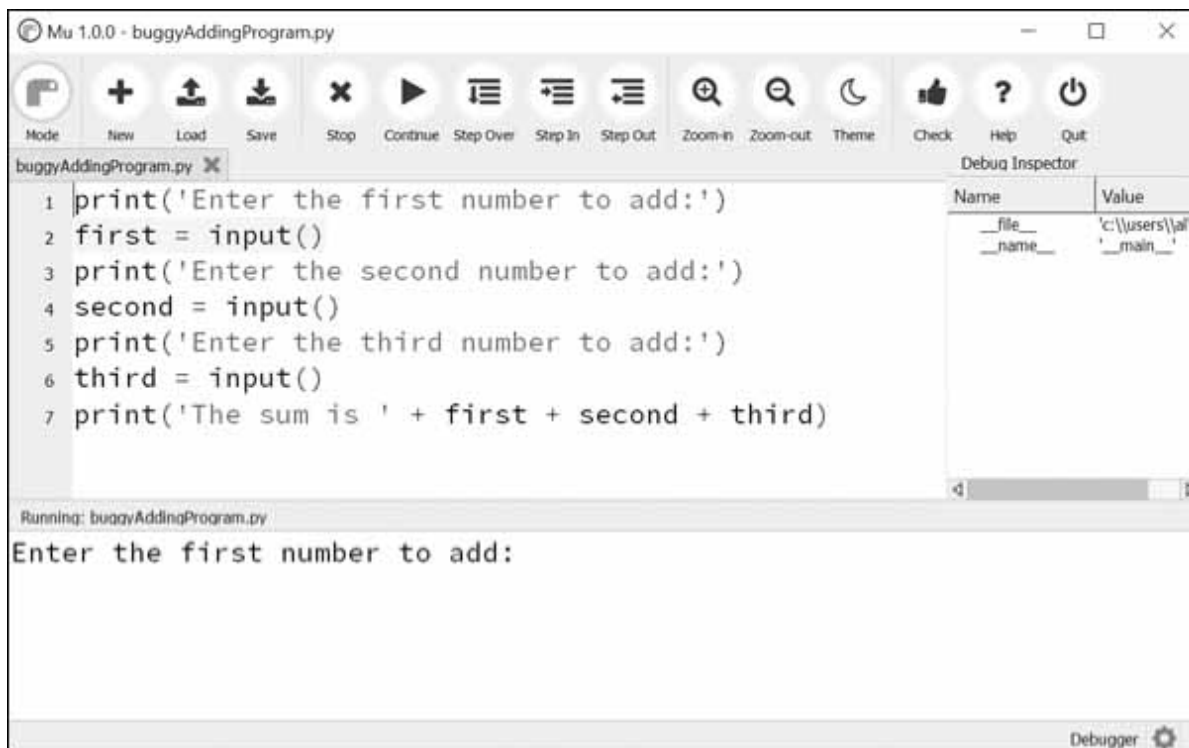 Mu 1.0.0 - buggyAddingProgram.py
Mode New Load Save Stop Continue Step Over Step In Step Out Zoom-in Zoom-out Theme Check Help Quit
buggyAddingProgram.py
Debug Inspector
Name Value
1 print('Enter the first number to add:')
2 first = input()
3 print('Enter the second number to add:')
4 second = input()
5 print('Enter the third number to add:')
6 third = input()
7 print('The sum is ' + first + second + third)
__file__ 'c:\\users\\al
__name__ '__main__'
Running: buggyAddingProgram.py
Enter the first number to add:
Debugger